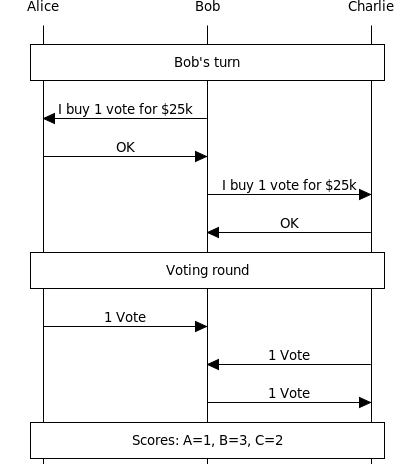 Alice Bob Charlie
Bob's turn
I buy 1 vote for $25k
OK
I buy 1 vote for $25k
OK
Voting round
1 Vote
1 Vote
1 Vote
Scores: A=1, B=3, C=2